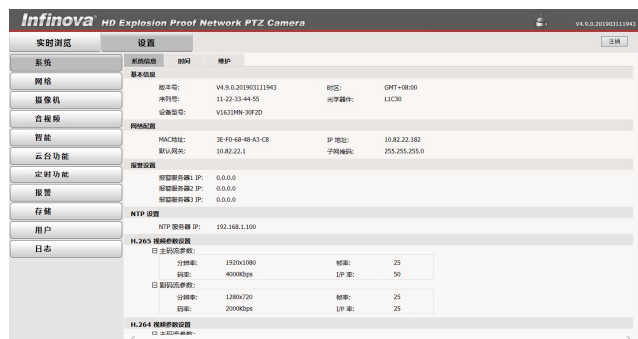 Infinova® HD Explosion Proof Network PTZ Camera V4.9.0.201903111943
实时浏览 设置 注销
系统
网络
摄像机
音视频
智能
云台功能
定时功能
报警
存储
用户
日志
系统信息 时间 维护
基本信息
版本号: V4.9.0.201903111943 时区: GMT+08:00
序列号: 11-22-33-44-55 光学器件: L1C30
设备型号: V1631MN-30F2D
网络配置
MAC地址: 3E-F0-68-48-A3-CB IP 地址: 10.82.22.182
默认网关: 10.82.22.1 子网掩码: 255.255.255.0
报警设置
报警服务器1 IP: 0.0.0.0
报警服务器2 IP: 0.0.0.0
报警服务器3 IP: 0.0.0.0
NTP 设置
NTP 服务器 IP: 192.168.1.100
H.265 视频参数设置
主码流参数:
分辨率: 1920x1080 帧率: 25
码率: 4000Kbps I/P 率: 50
副码流参数:
分辨率: 1280x720 帧率: 25
码率: 2000Kbps I/P 率: 25
H.264 视频参数设置
主码流参数: